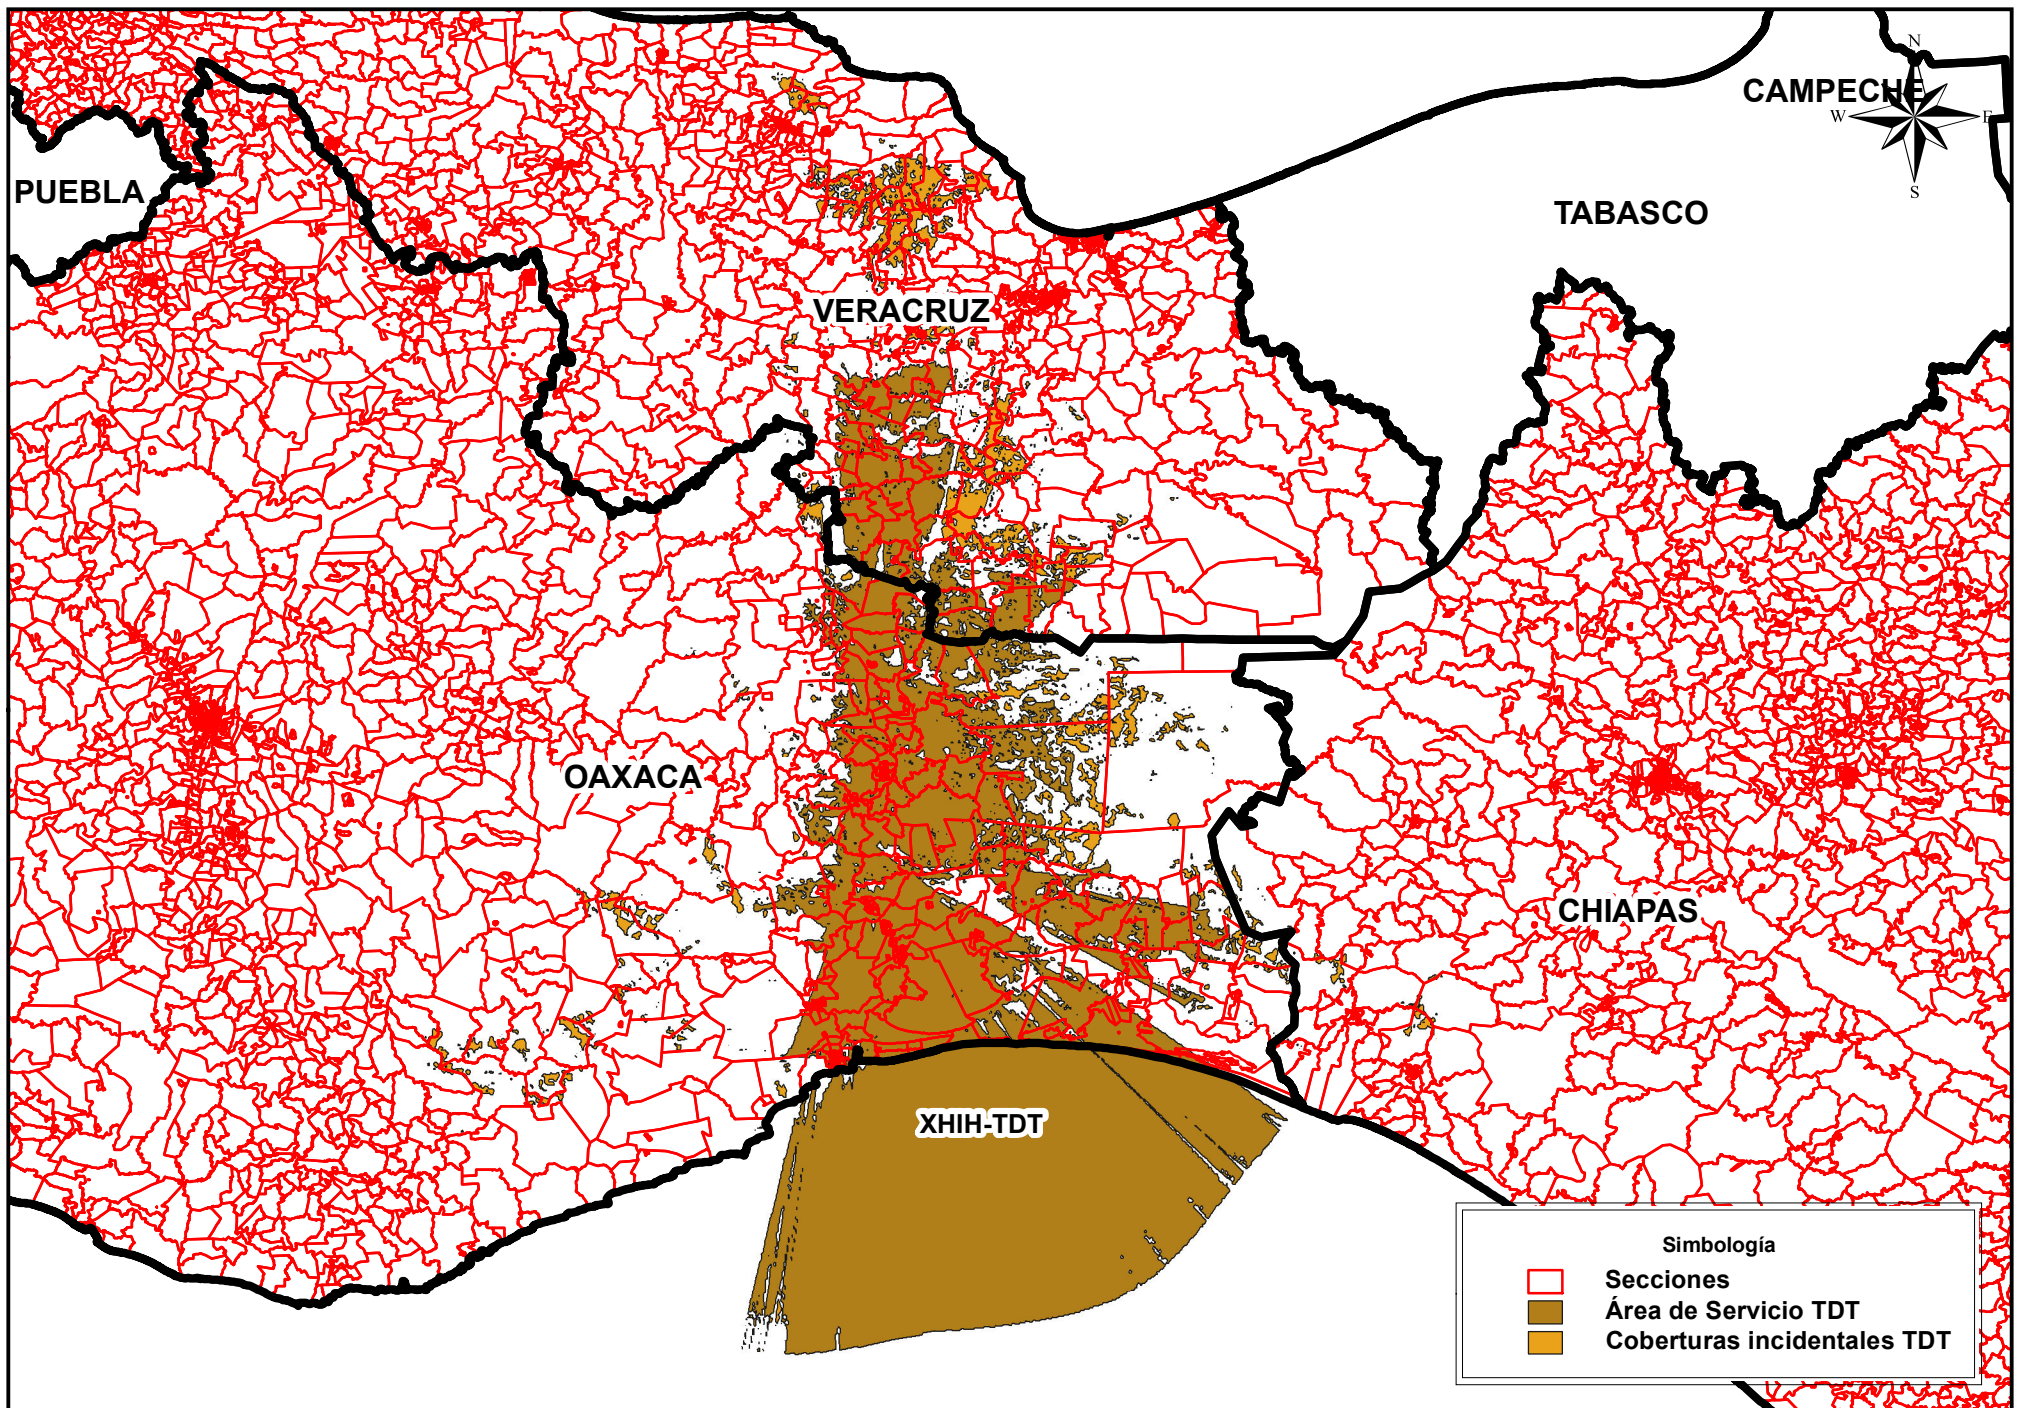 N
CAMPECHE
W
E
S
PUEBLA
TABASCO
VERACRUZ
OAXACA
CHIAPAS
XHIH-TDT
Simbología
Secciones
Área de Servicio TDT
Coberturas incidentales TDT